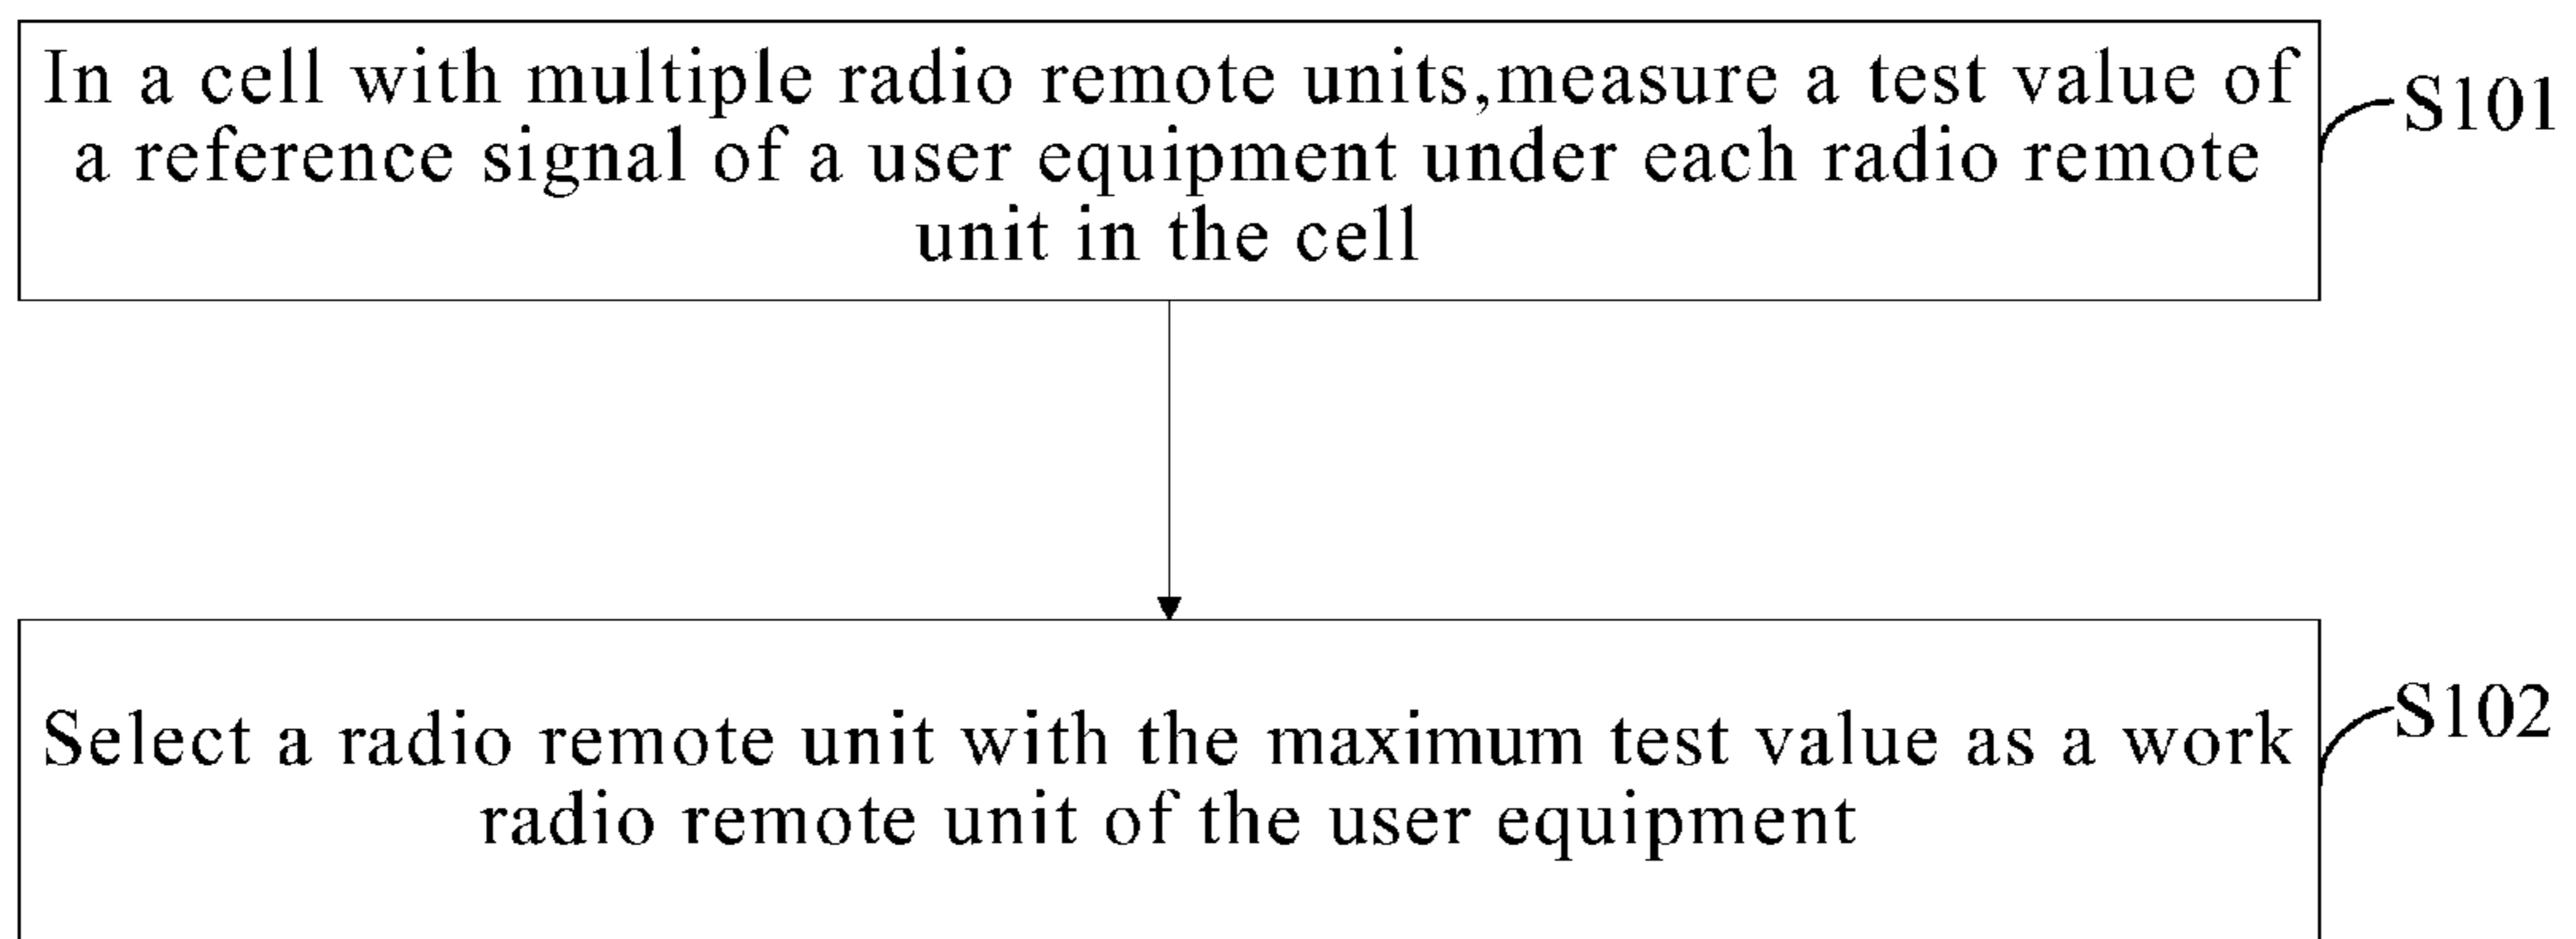 In a cell with multiple radio remote units,measure a test value of
a reference signal of a user equipment under each radio remote
unit in the cell
S101
Select a radio remote unit with the maximum test value as a work
radio remote unit of the user equipment
S102